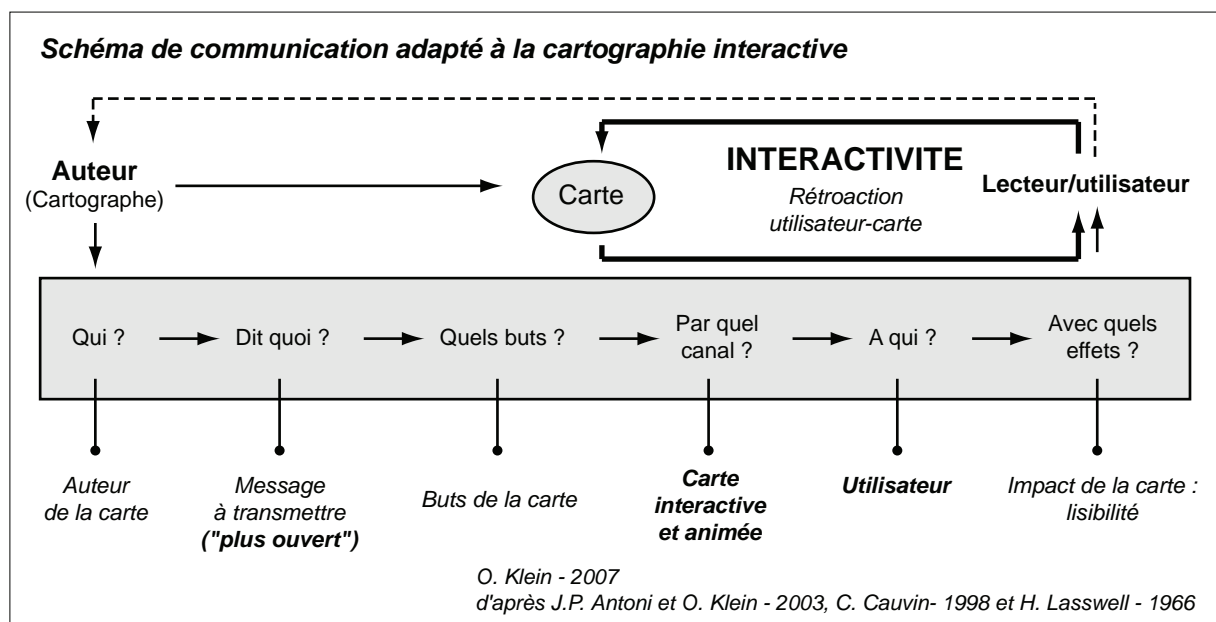 Schéma de communication adapté à la cartographie interactive
Auteur
(Cartographe)
Carte
INTERACTIVITE
Rétroaction
utilisateur-carte
Lecteur/utilisateur
Qui ?
Dit quoi ?
Quels buts ?
Par quel
canal ?
A qui ?
Avec quels
effets ?
Auteur
de la carte
Message
à transmettre
("plus ouvert")
Buts de la carte
Carte
interactive
et animée
Utilisateur
Impact de la carte :
lisibilité
O. Klein - 2007
d'après J.P. Antoni et O. Klein - 2003, C. Cauvin- 1998 et H. Lasswell - 1966